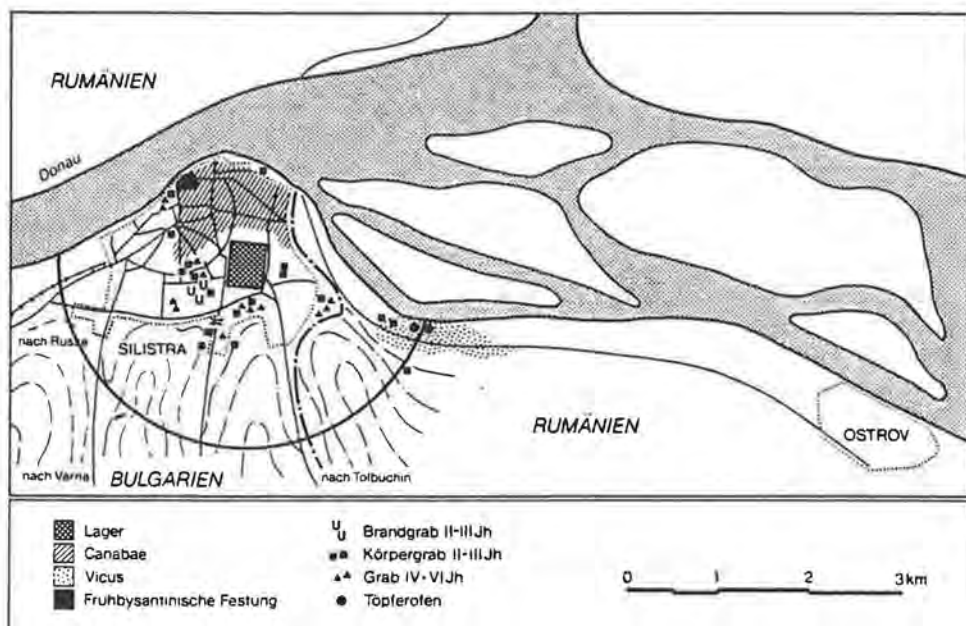 RUMÄNIEN
Donau
nach Russe
SILISTRA
RUMÄNIEN
OSTROV
nach Varna
BULGARIEN
nach Tolbuchin
Lager
Canabae
Vicus
Fruhbysantinische Festung
Brandgrab II-III Jh
Körpergrab II-III Jh
Grab IV-VI Jh
Töpferofen
0 1 2 3 km